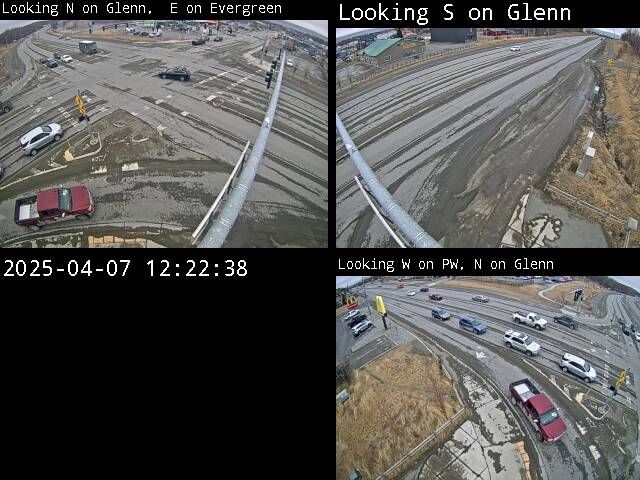 Looking N on Glenn,  E on Evergreen
Looking S on Glenn
2025-04-07 12:22:38
Looking W on PW, N on Glenn